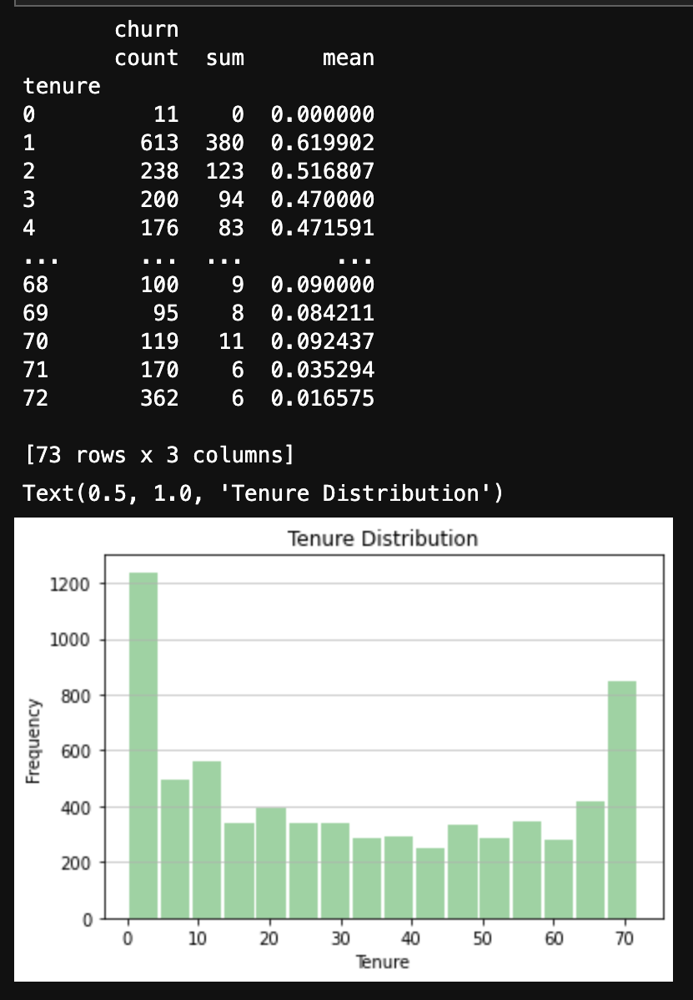 churn
count sum mean
tenure
0 11 0 0.000000
1 613 380 0.619902
2 238 123 0.516807
3 200 94 0.470000
4 176 83 0.471591
... ... ... ...
68 100 9 0.090000
69 95 8 0.084211
70 119 11 0.092437
71 170 6 0.035294
72 362 6 0.016575
[73 rows x 3 columns]
Text(0.5, 1.0, 'Tenure Distribution')
Tenure Distribution
1200
1000
800
600
400
200
0
Frequency
0 10 20 30 40 50 60 70
Tenure